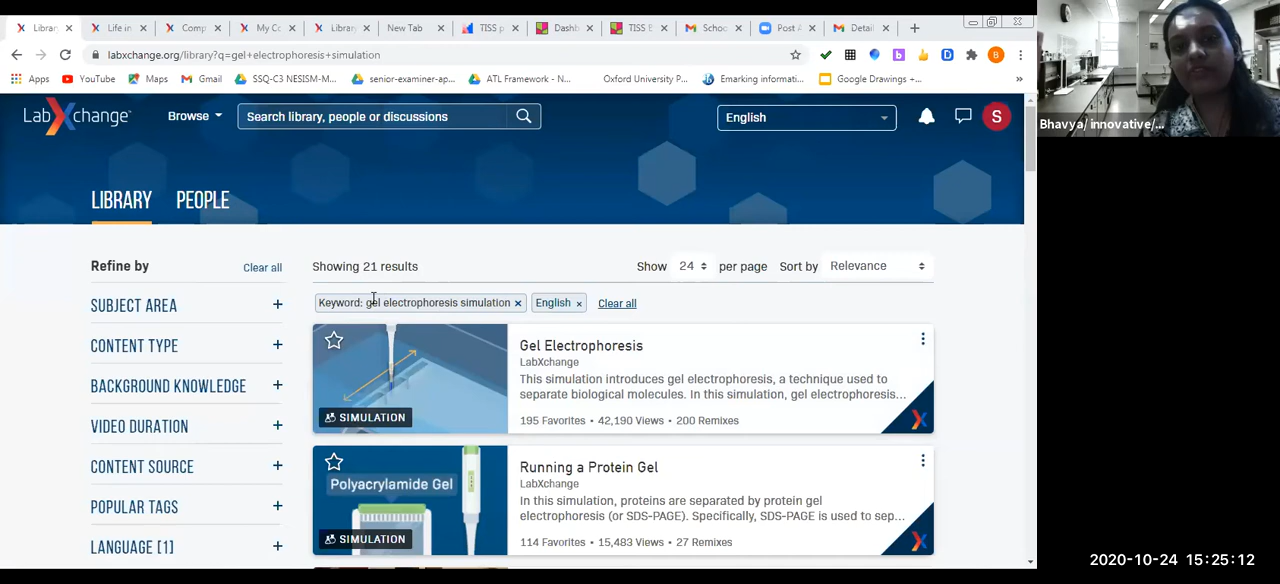 Library
Life in
Comp
My Co
Library
New Tab
TISS p
Dashb
TISS E
Schoo
Post A
Detail
labxchange.org/library?q=gel+electrophoresis+simulation
B
Apps
YouTube
Maps
Gmail
SSQ-C3 NESISM-M...
senior-examiner-ap...
ATL Framework - N...
Oxford University P...
Emarking informati...
Google Drawings +...
Bhavya/ innovative/...
LabXchange
Browse
Search library, people or discussions
English
S
LIBRARY
PEOPLE
Refine by
Clear all
Showing 21 results
Show 24 per page
Sort by Relevance
Keyword: gel electrophoresis simulation ×
English ×
Clear all
SUBJECT AREA +
CONTENT TYPE +
BACKGROUND KNOWLEDGE +
VIDEO DURATION +
CONTENT SOURCE +
POPULAR TAGS +
LANGUAGE [1] +
SIMULATION
Gel Electrophoresis
LabXchange
This simulation introduces gel electrophoresis, a technique used to
separate biological molecules. In this simulation, gel electrophoresis...
195 Favorites • 42,190 Views • 200 Remixes
Polyacrylamide Gel
SIMULATION
Running a Protein Gel
LabXchange
In this simulation, proteins are separated by protein gel
electrophoresis (or SDS-PAGE). Specifically, SDS-PAGE is used to sep...
114 Favorites • 15,483 Views • 27 Remixes
2020-10-24 15:25:12